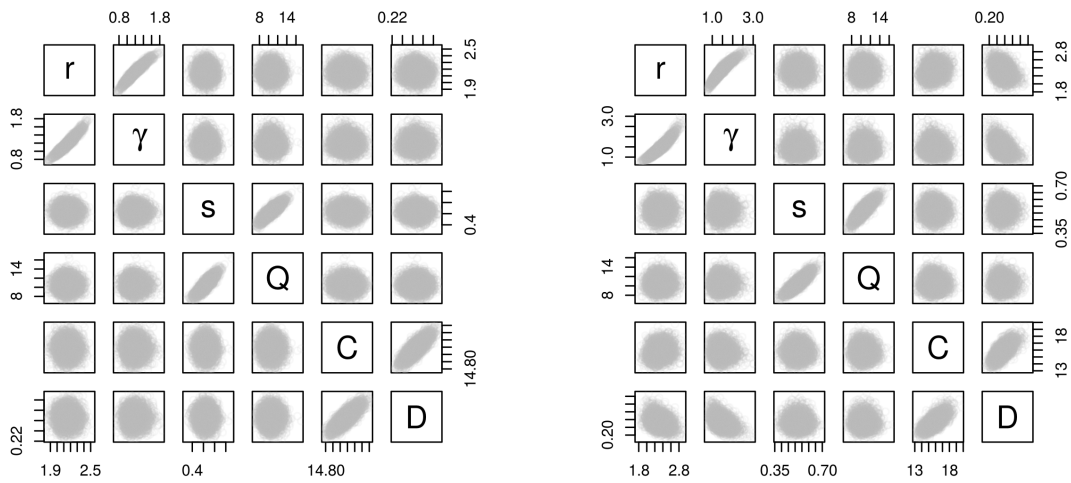 0.8 1.8 8 14 0.22
1.0 3.0 8 14 0.20
r 1.9 2.5
r 1.8 2.8
0.8 1.8 γ
1.0 3.0 γ
s 0.4
s 0.35 0.70
8 14 Q
8 14 Q
C 14.80
C 13 18
0.22 D
0.20 D
1.9 2.5 0.4 14.80
1.8 2.8 0.35 0.70 13 18